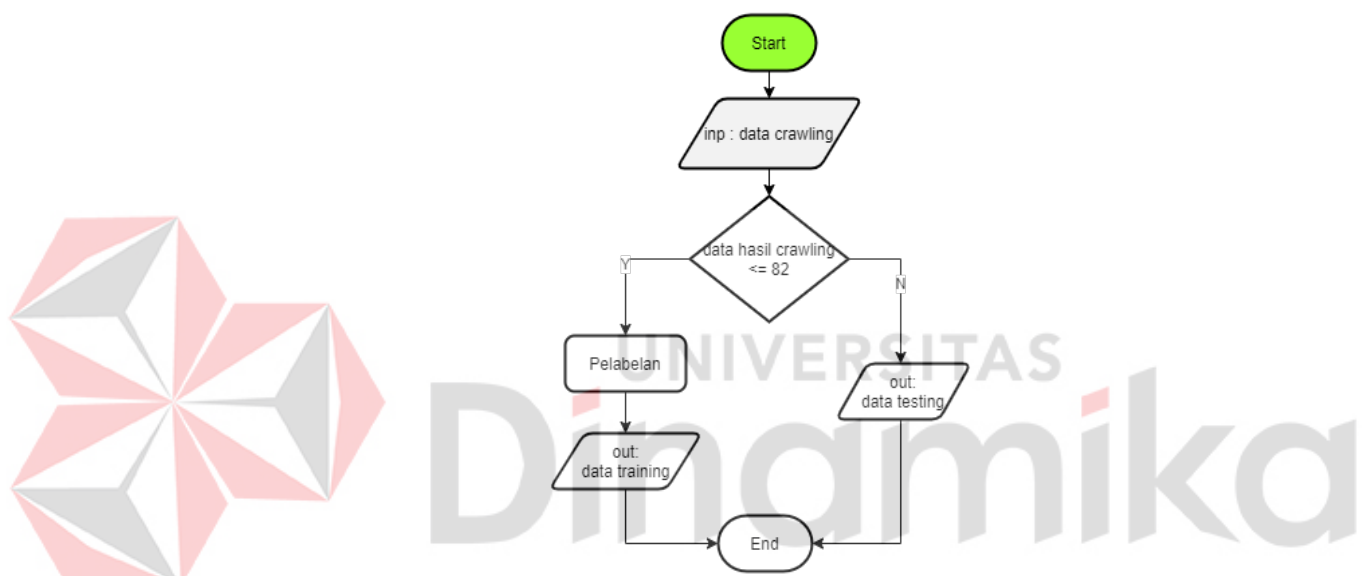 Start
inp : data crawling
data hasil crawling
<= 82
Y
N
Pelabelan
out:
data testing
out:
data training
End
UNIVERSITAS
Dinamika